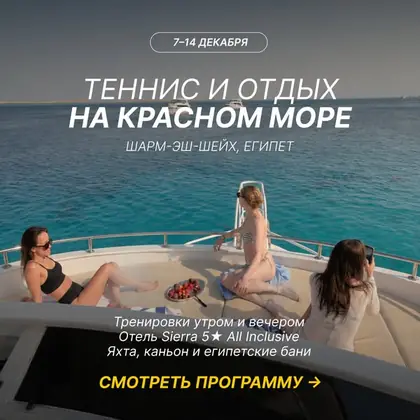 7–14 ДЕКАБРЯ
ТЕННИС И ОТДЫХ
НА КРАСНОМ МОРЕ
ШАРМ-ЭШ-ШЕЙХ, ЕГИПЕТ
Тренировки утром и вечером
Отель Sierra 5★ All Inclusive
Яхта, каньон и египетские бани
СМОТРЕТЬ ПРОГРАММУ →